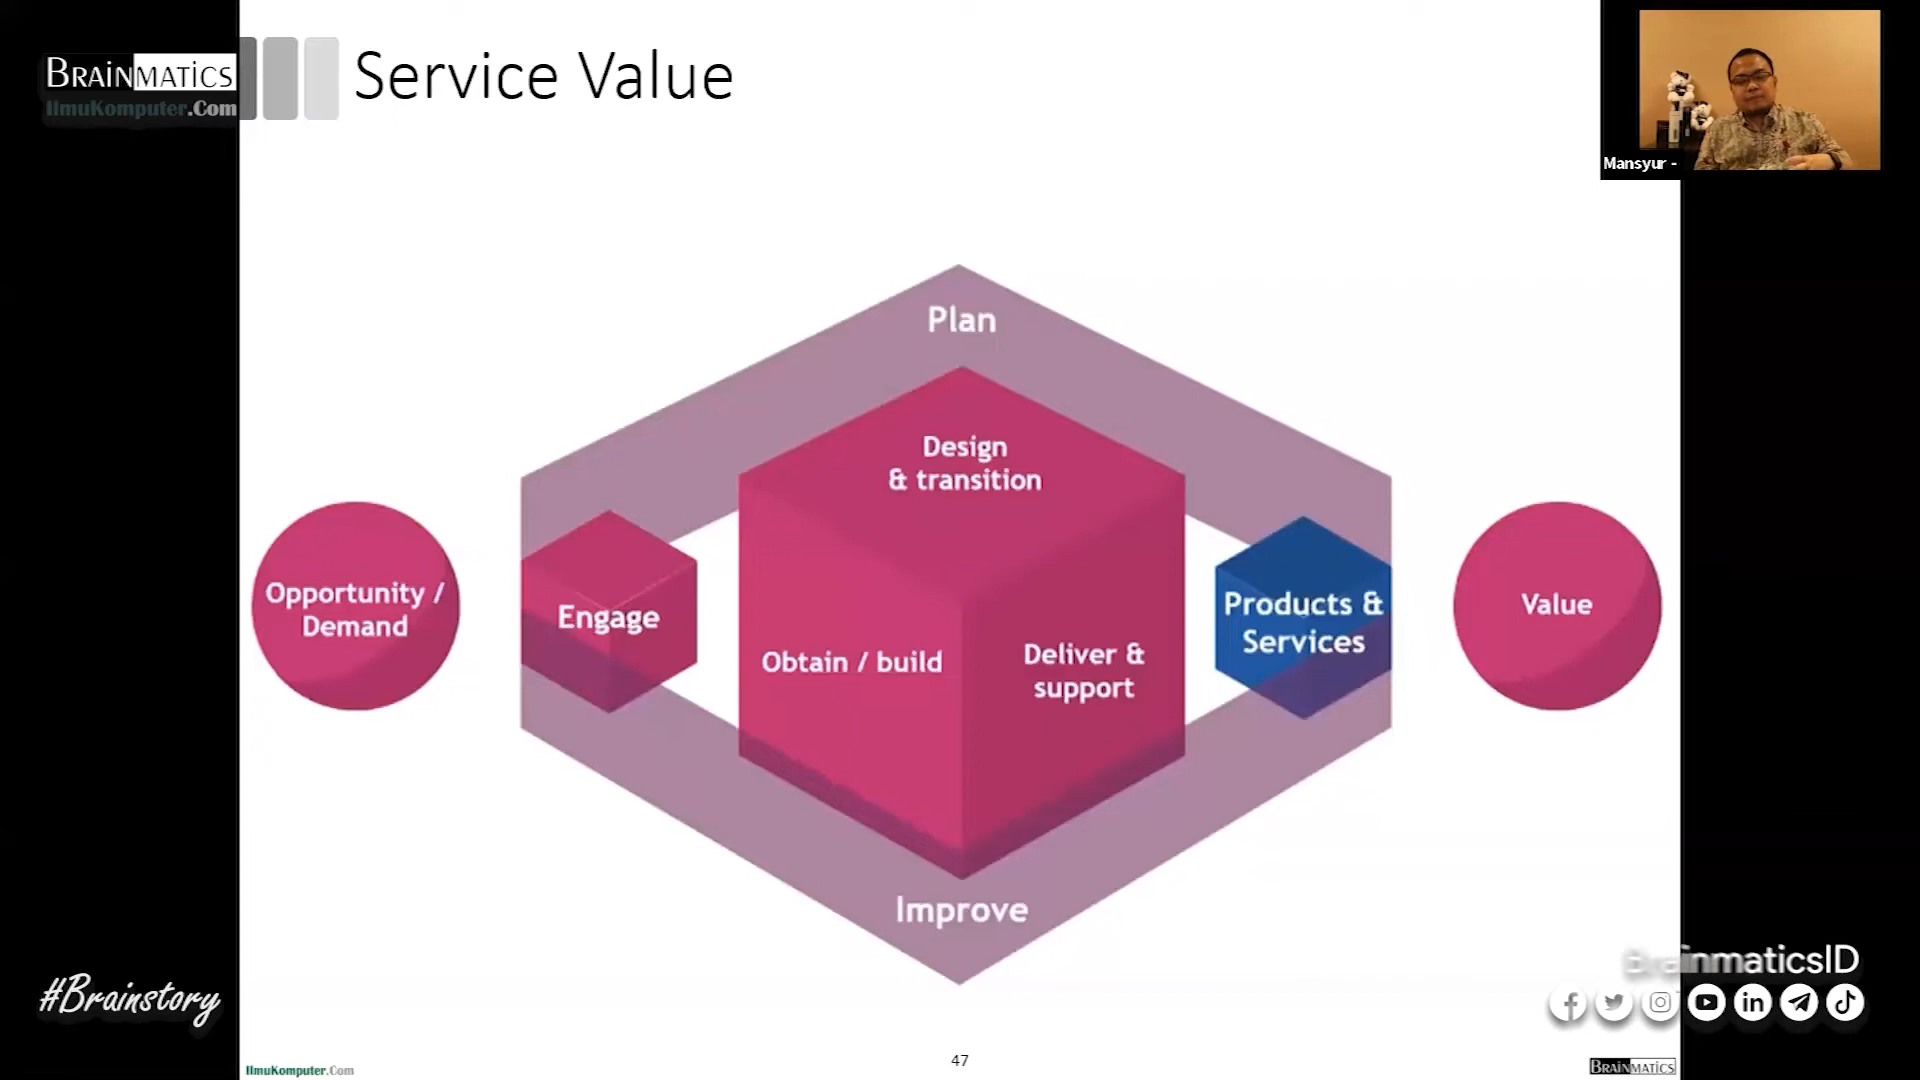 BRAINMATICS
IlmuKomputer.Com
Service Value
Mansyur -
Plan
Design
& transition
Opportunity /
Demand
Engage
Obtain / build
Deliver &
support
Products &
Services
Value
Improve
#Brainstory
BrainmaticsID
47
IlmuKomputer.Com
BRAINMATICS